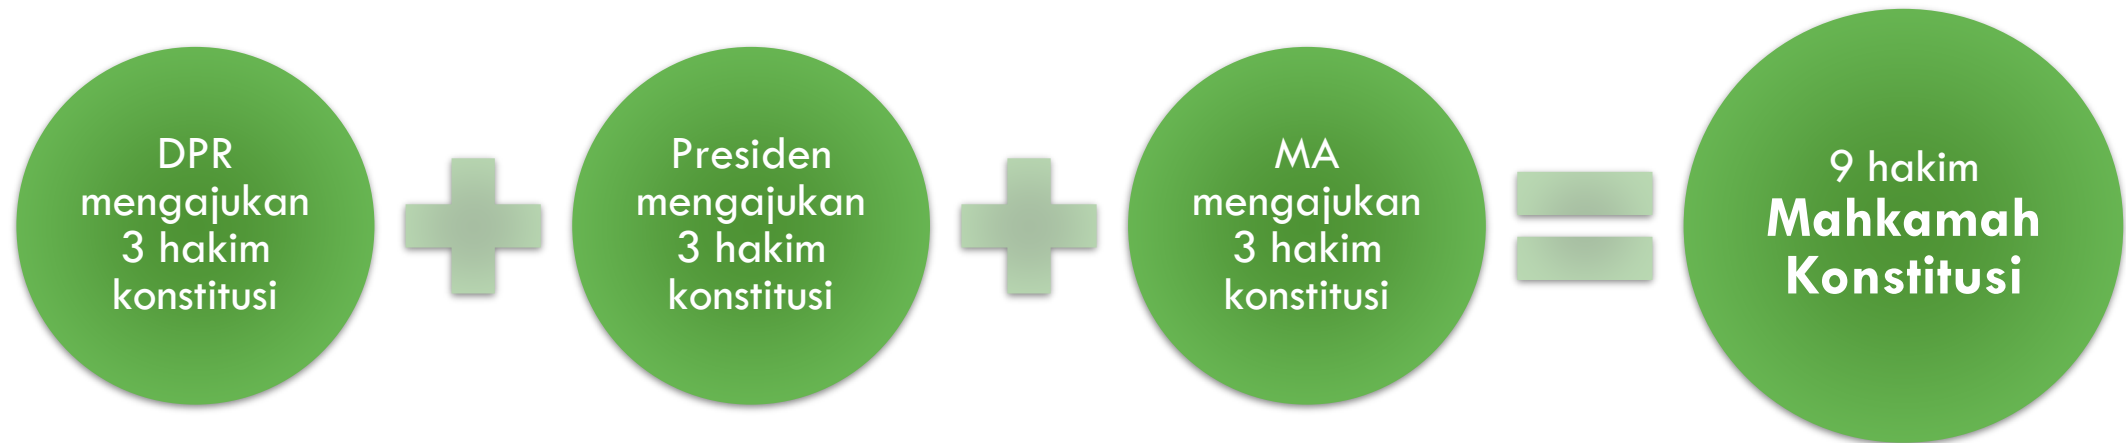 DPR
mengajukan
3 hakim
konstitusi
Presiden
mengajukan
3 hakim
konstitusi
MA
mengajukan
3 hakim
konstitusi
9 hakim
Mahkamah
Konstitusi